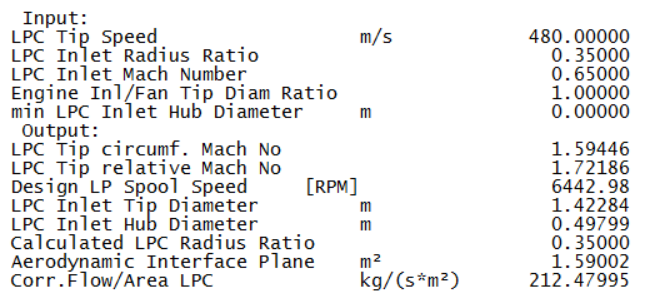 Input:
LPC Tip Speed m/s 480.00000
LPC Inlet Radius Ratio 0.35000
LPC Inlet Mach Number 0.65000
Engine Inl/Fan Tip Diam Ratio 1.00000
min LPC Inlet Hub Diameter m 0.00000
Output:
LPC Tip circumf. Mach No 1.59446
LPC Tip relative Mach No 1.72186
Design LP Spool Speed [RPM] 6442.98
LPC Inlet Tip Diameter m 1.42284
LPC Inlet Hub Diameter m 0.49799
Calculated LPC Radius Ratio 0.35000
Aerodynamic Interface Plane m² 1.59002
Corr.Flow/Area LPC kg/(s*m²) 212.47995